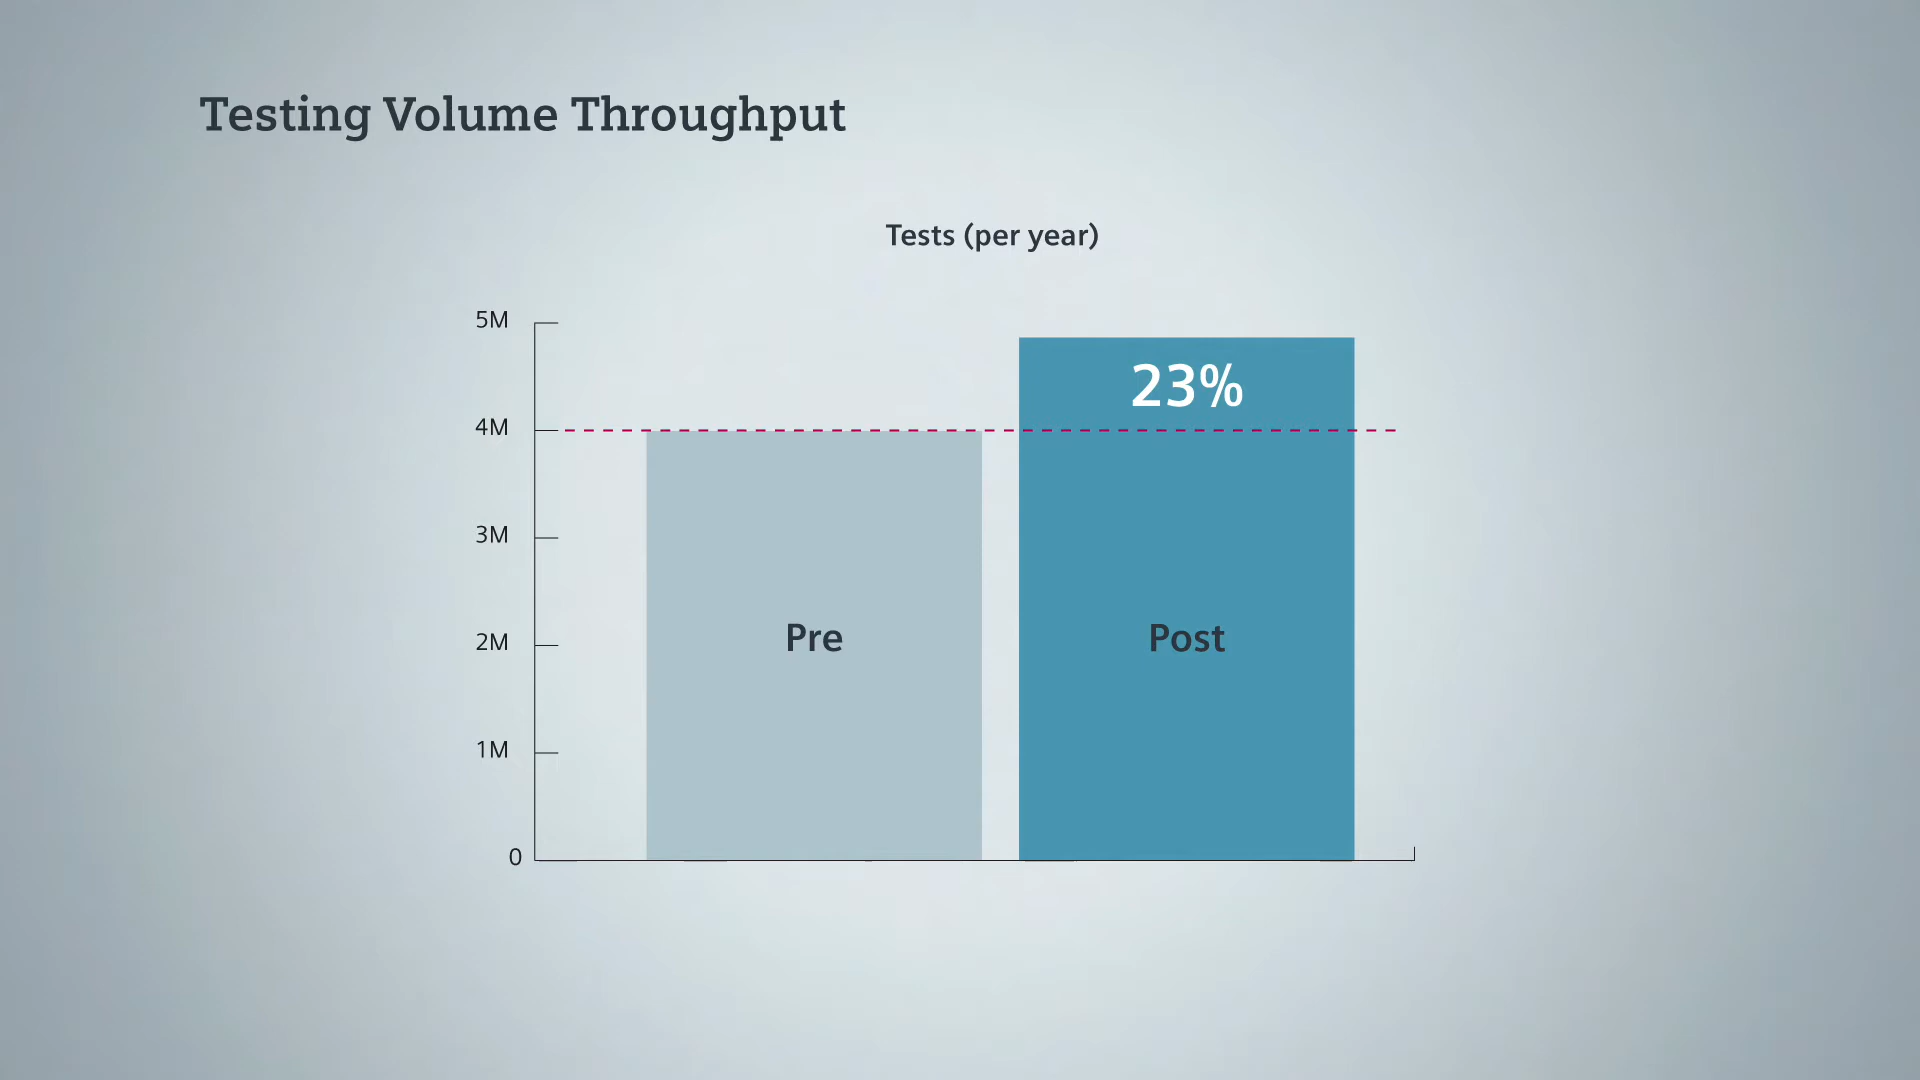 Testing Volume Throughput
Tests (per year)
5M
23%
4M
3M
Pre
Post
2M
1M
0